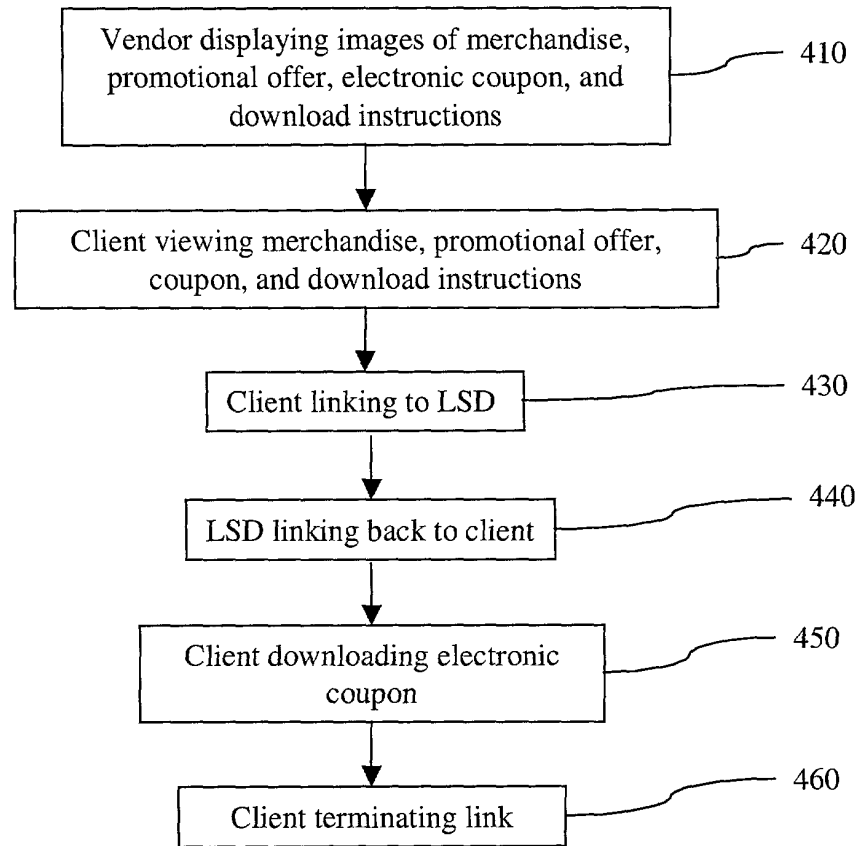 Vendor displaying images of merchandise,
promotional offer, electronic coupon, and
download instructions
410
Client viewing merchandise, promotional offer,
coupon, and download instructions
420
Client linking to LSD
430
LSD linking back to client
440
Client downloading electronic
coupon
450
Client terminating link
460